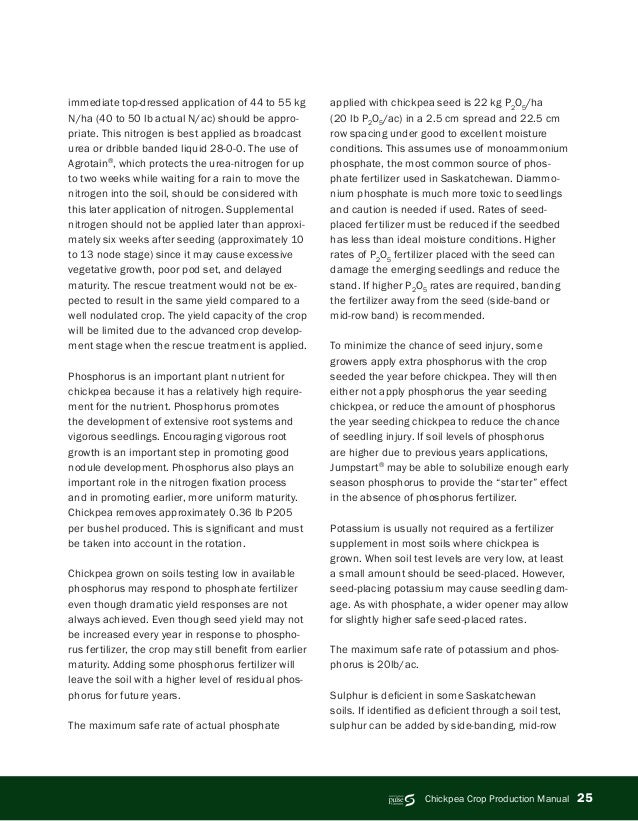 immediate top-dressed application of 44 to 55 kg
N/ha (40 to 50 lb actual N/ac) should be appro-
priate. This nitrogen is best applied as broadcast
urea or dribble banded liquid 28-0-0. The use of
Agrotain®, which protects the urea-nitrogen for up
to two weeks while waiting for a rain to move the
nitrogen into the soil, should be considered with
this later application of nitrogen. Supplemental
nitrogen should not be applied later than approxi-
mately six weeks after seeding (approximately 10
to 13 node stage) since it may cause excessive
vegetative growth, poor pod set, and delayed
maturity. The rescue treatment would not be ex-
pected to result in the same yield compared to a
well nodulated crop. The yield capacity of the crop
will be limited due to the advanced crop develop-
ment stage when the rescue treatment is applied.

Phosphorus is an important plant nutrient for
chickpea because it has a relatively high require-
ment for the nutrient. Phosphorus promotes
the development of extensive root systems and
vigorous seedlings. Encouraging vigorous root
growth is an important step in promoting good
nodule development. Phosphorus also plays an
important role in the nitrogen fixation process
and in promoting earlier, more uniform maturity.
Chickpea removes approximately 0.36 lb P205
per bushel produced. This is significant and must
be taken into account in the rotation.

Chickpea grown on soils testing low in available
phosphorus may respond to phosphate fertilizer
even though dramatic yield responses are not
always achieved. Even though seed yield may not
be increased every year in response to phospho-
rus fertilizer, the crop may still benefit from earlier
maturity. Adding some phosphorus fertilizer will
leave the soil with a higher level of residual phos-
phorus for future years.

The maximum safe rate of actual phosphate
applied with chickpea seed is 22 kg P₂O₅/ha
(20 lb P₂O₅/ac) in a 2.5 cm spread and 22.5 cm
row spacing under good to excellent moisture
conditions. This assumes use of monoammonium
phosphate, the most common source of phos-
phate fertilizer used in Saskatchewan. Diammo-
nium phosphate is much more toxic to seedlings
and caution is needed if used. Rates of seed-
placed fertilizer must be reduced if the seedbed
has less than ideal moisture conditions. Higher
rates of P₂O₅ fertilizer placed with the seed can
damage the emerging seedlings and reduce the
stand. If higher P₂O₅ rates are required, banding
the fertilizer away from the seed (side-band or
mid-row band) is recommended.

To minimize the chance of seed injury, some
growers apply extra phosphorus with the crop
seeded the year before chickpea. They will then
either not apply phosphorus the year seeding
chickpea, or reduce the amount of phosphorus
the year seeding chickpea to reduce the chance
of seedling injury. If soil levels of phosphorus
are higher due to previous years applications,
Jumpstart® may be able to solubilize enough early
season phosphorus to provide the “starter” effect
in the absence of phosphorus fertilizer.

Potassium is usually not required as a fertilizer
supplement in most soils where chickpea is
grown. When soil test levels are very low, at least
a small amount should be seed-placed. However,
seed-placing potassium may cause seedling dam-
age. As with phosphate, a wider opener may allow
for slightly higher safe seed-placed rates.

The maximum safe rate of potassium and phos-
phorus is 20lb/ac.

Sulphur is deficient in some Saskatchewan
soils. If identified as deficient through a soil test,
sulphur can be added by side-banding, mid-row
pulse
Chickpea Crop Production Manual 25